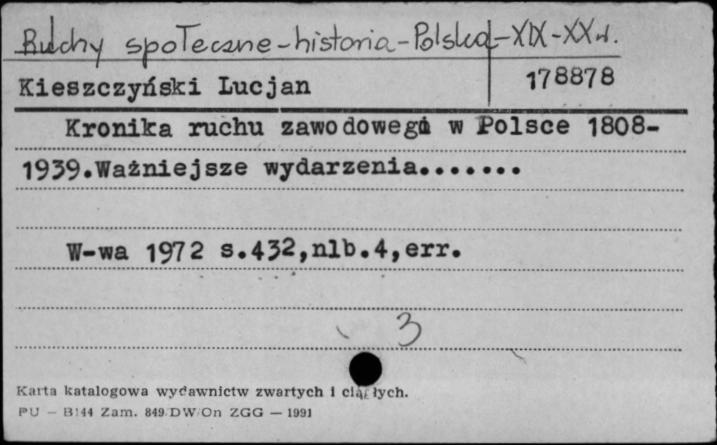 Ruchy społeczne-historia-Polska-XIX-XX w.
Kieszczyński Lucjan 178878
Kronika ruchu zawodowego w Polsce 1808-
1939.Ważniejsze wydarzenia.......
W-wa 1972 s.432,nlb.4,err.
3
Karta katalogowa wydawnictw zwartych i ciągłych.
PU — B144 Zam. 849/DW/On ZGG — 1991